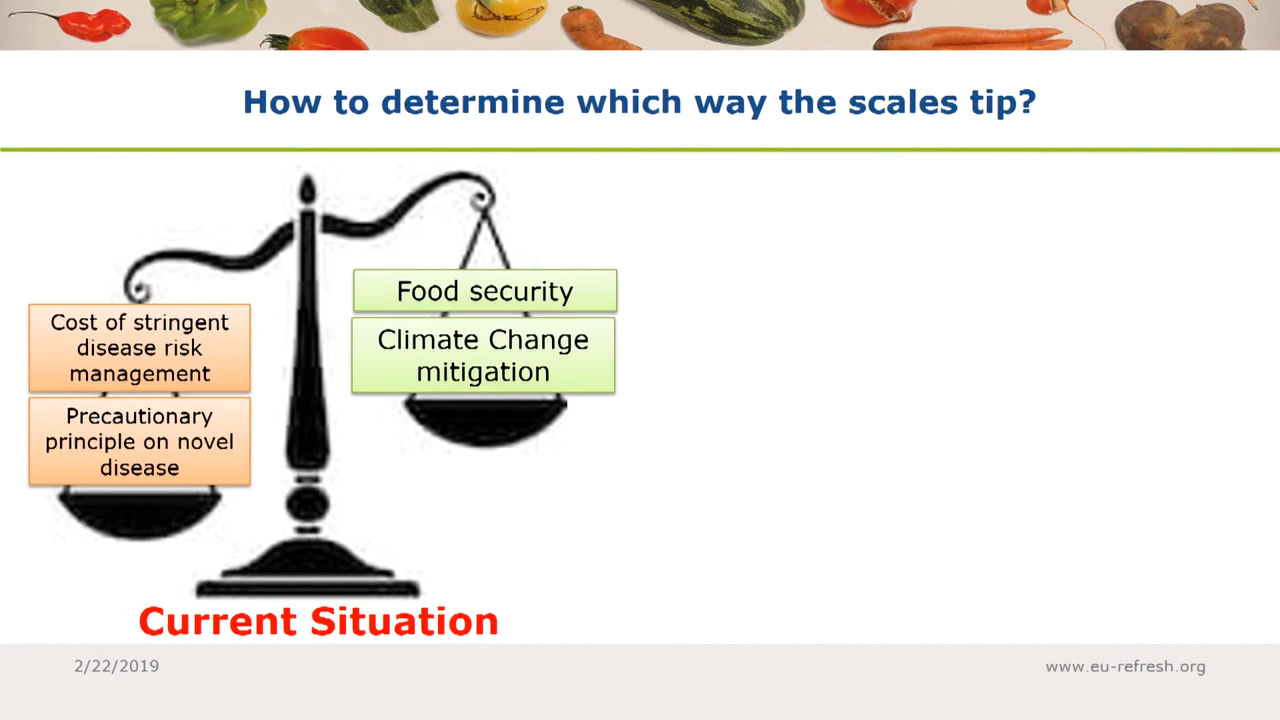 How to determine which way the scales tip?
Cost of stringent
disease risk
management
Precautionary
principle on novel
disease
Food security
Climate Change
mitigation
Current Situation
2/22/2019
www.eu-refresh.org